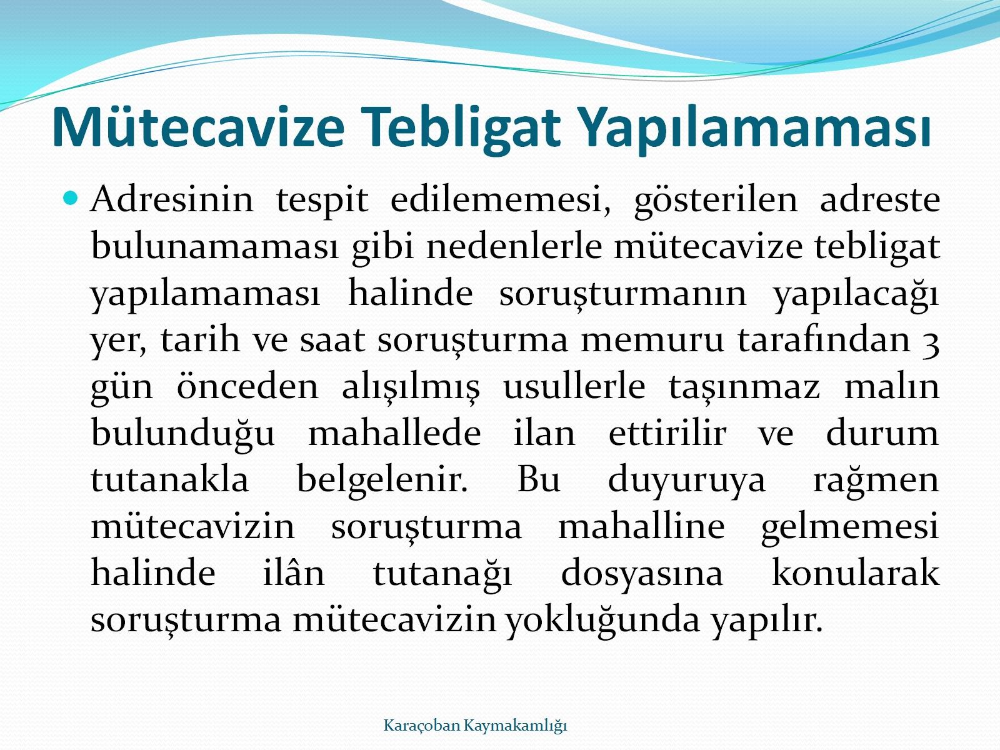 Mütecavize Tebligat Yapılamaması
• Adresinin tespit edilememesi, gösterilen adreste
bulunamaması gibi nedenlerle mütecavize tebligat
yapılamaması halinde soruşturmanın yapılacağı
yer, tarih ve saat soruşturma memuru tarafından 3
gün önceden alışılmış usullerle taşınmaz malın
bulunduğu mahallede ilan ettirilir ve durum
tutanakla belgelenir. Bu duyuruya rağmen
mütecavizin soruşturma mahalline gelmemesi
halinde ilân tutanağı dosyasına konularak
soruşturma mütecavizin yokluğunda yapılır.
Karaçoban Kaymakamlığı